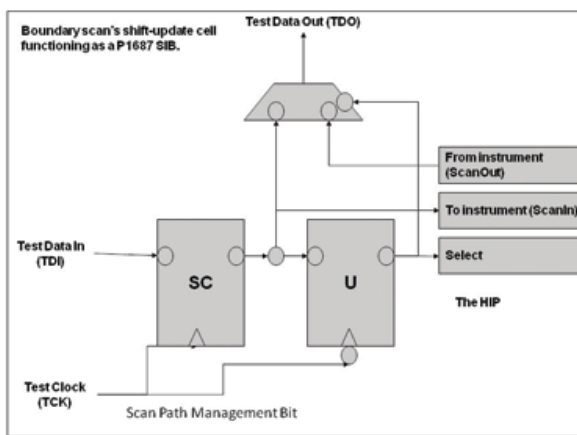 Test Data Out (TDO)
Boundary scan's shift-update cell
functioning as a P1687 SIB.
From instrument
(ScanOut)
To instrument (ScanIn)
Test Data In
(TDI)
SC
U
Select
The HIP
Test Clock
(TCK)
Scan Path Management Bit